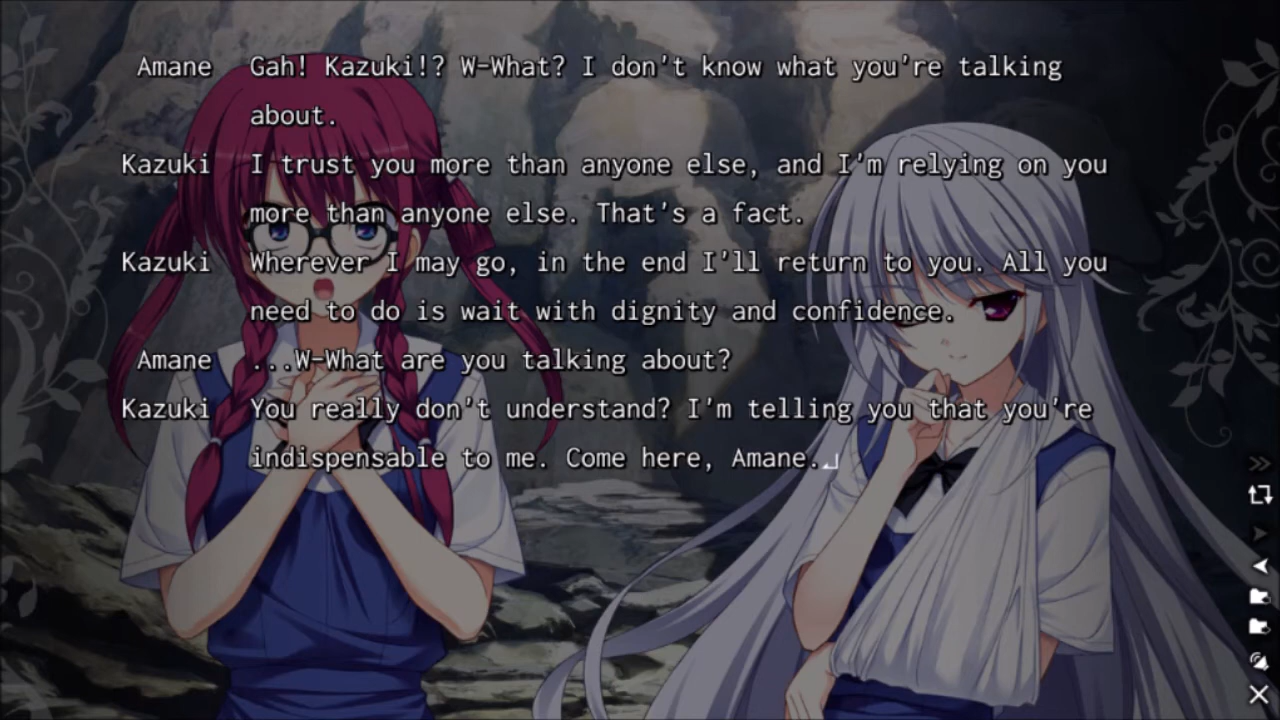 Amane Gah! Kazuki!? W-What? I don't know what you're talking
about.
Kazuki I trust you more than anyone else, and I'm relying on you
more than anyone else. That's a fact.
Kazuki Wherever I may go, in the end I'll return to you. All you
need to do is wait with dignity and confidence.
Amane ...W-What are you talking about?
Kazuki You really don't understand? I'm telling you that you're
indispensable to me. Come here, Amane.